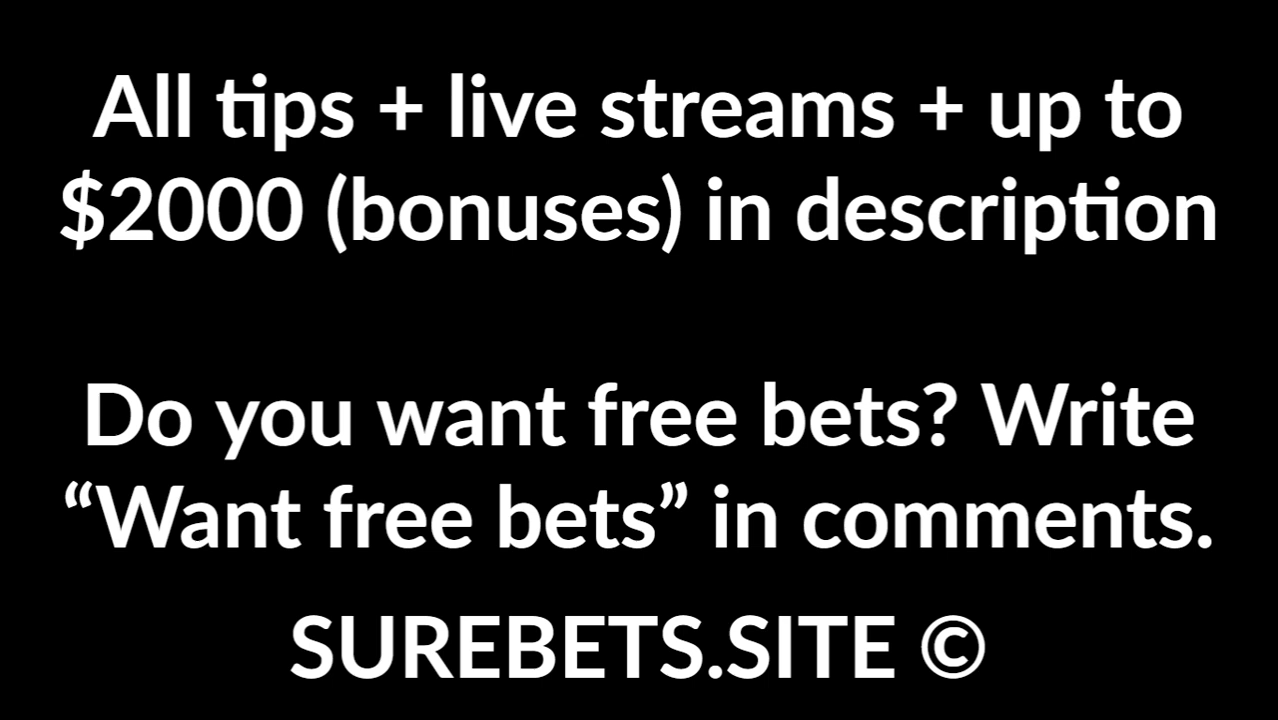 All tips + live streams + up to
$2000 (bonuses) in description
Do you want free bets? Write
“Want free bets” in comments.
SUREBETS.SITE ©